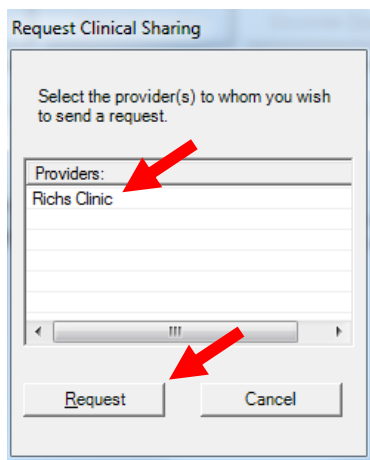 Request Clinical Sharing
Select the provider(s) to whom you wish
to send a request.
Providers:
Richs Clinic
Request
Cancel